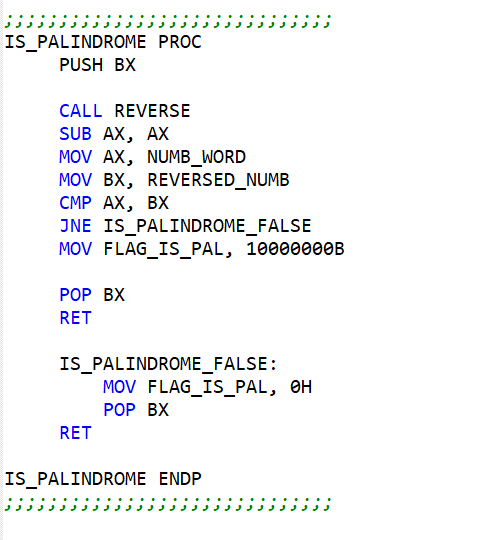 ;;;;;;;;;;;;;;;;;;;;;;;;;;;;;;
IS_PALINDROME PROC
PUSH BX
CALL REVERSE
SUB AX, AX
MOV AX, NUMB_WORD
MOV BX, REVERSED_NUMB
CMP AX, BX
JNE IS_PALINDROME_FALSE
MOV FLAG_IS_PAL, 10000000B
POP BX
RET
IS_PALINDROME_FALSE:
MOV FLAG_IS_PAL, 0H
POP BX
RET
IS_PALINDROME ENDP
;;;;;;;;;;;;;;;;;;;;;;;;;;;;;;